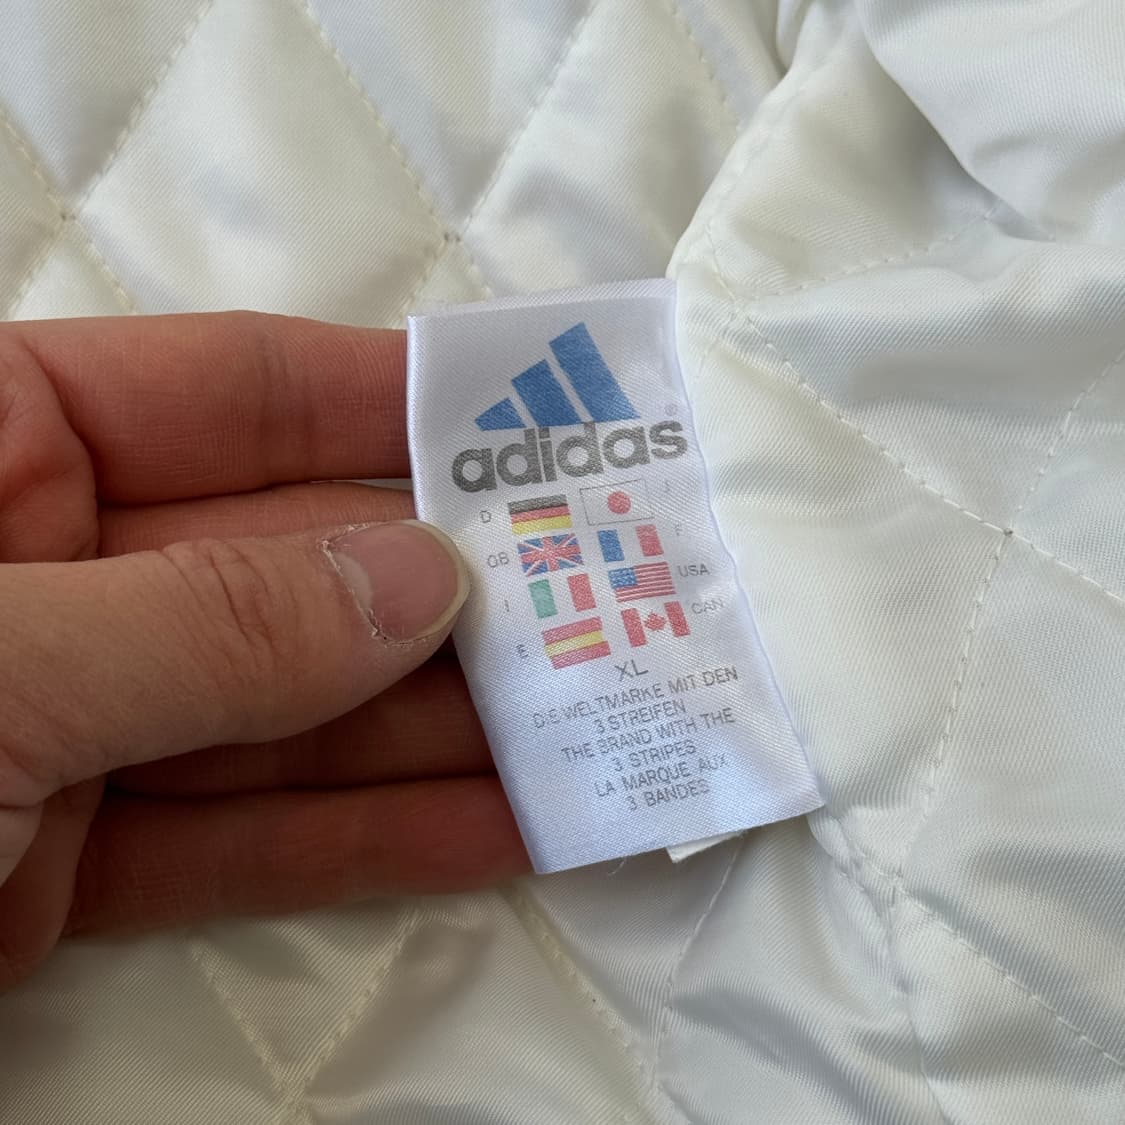 adidas®
D J
GB F
I USA
E CAN
XL
DIE WELTMARKE MIT DEN
3 STREIFEN
THE BRAND WITH THE
3 STRIPES
LA MARQUE AUX
3 BANDES